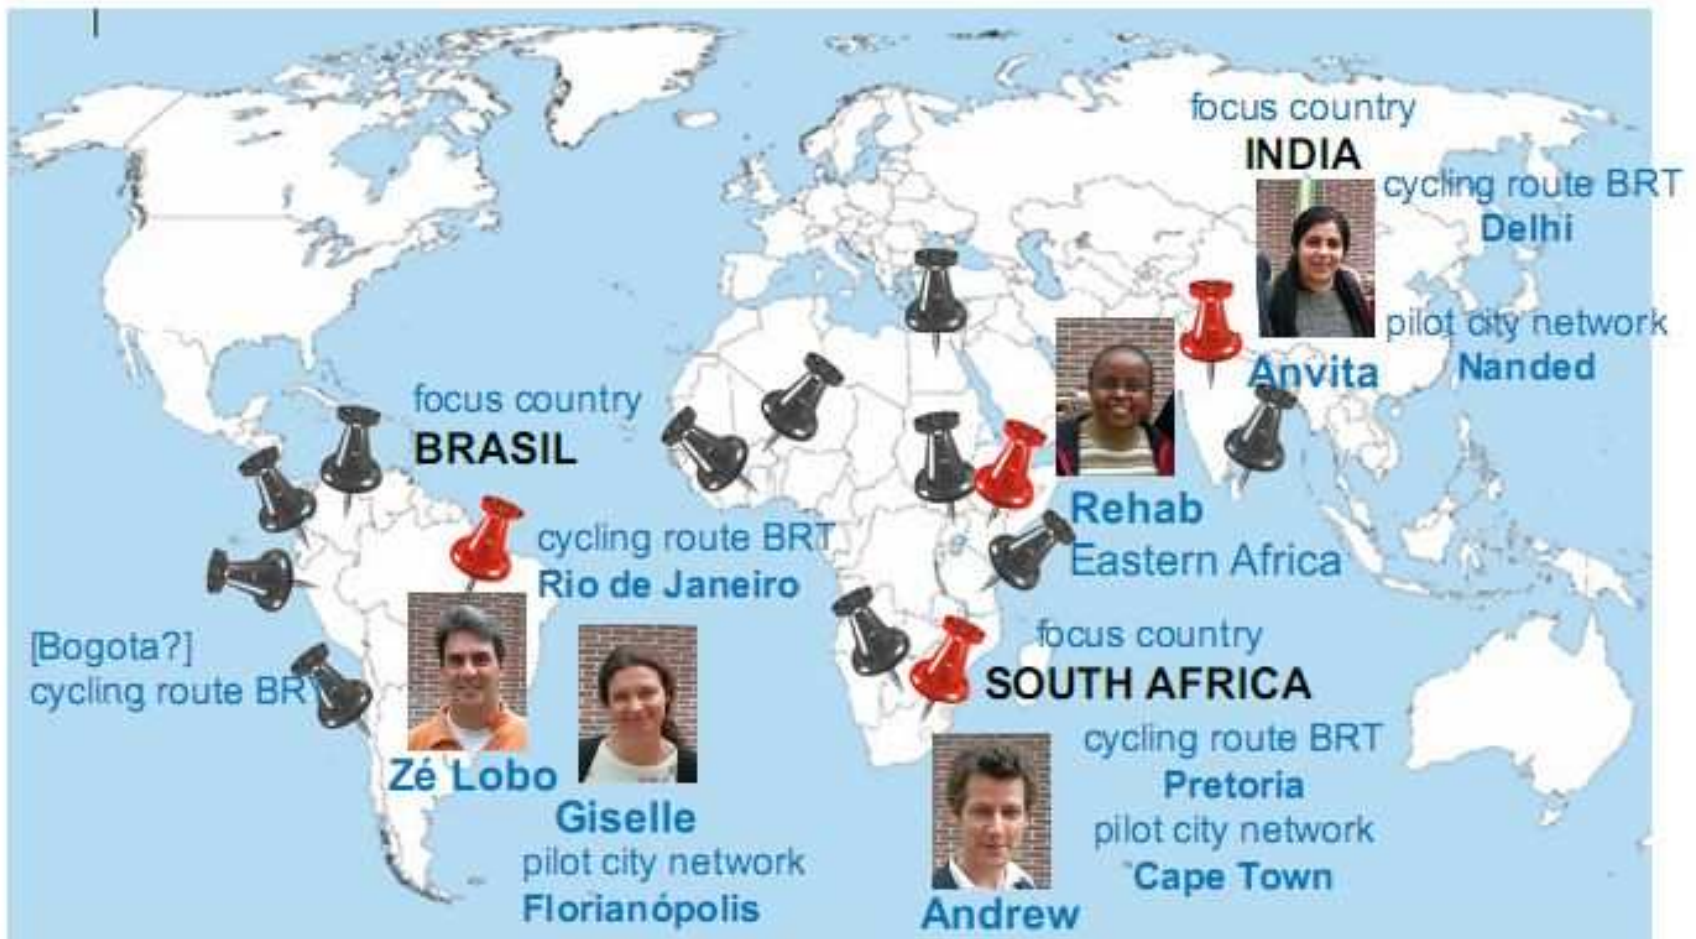 focus country
INDIA
cycling route BRT
Delhi
pilot city network
Nanded
Anvita
focus country
BRASIL
cycling route BRT
Rio de Janeiro
Rehab
Eastern Africa
[Bogota?]
cycling route BRT
Zé Lobo
Giselle
pilot city network
Florianópolis
focus country
SOUTH AFRICA
cycling route BRT
Pretoria
pilot city network
Cape Town
Andrew